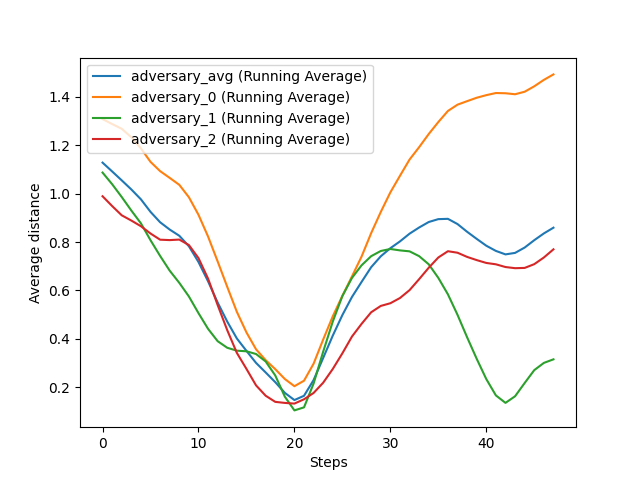 adversary_avg (Running Average)
adversary_0 (Running Average)
adversary_1 (Running Average)
adversary_2 (Running Average)
Average distance
1.4
1.2
1.0
0.8
0.6
0.4
0.2
0 10 20 30 40
Steps